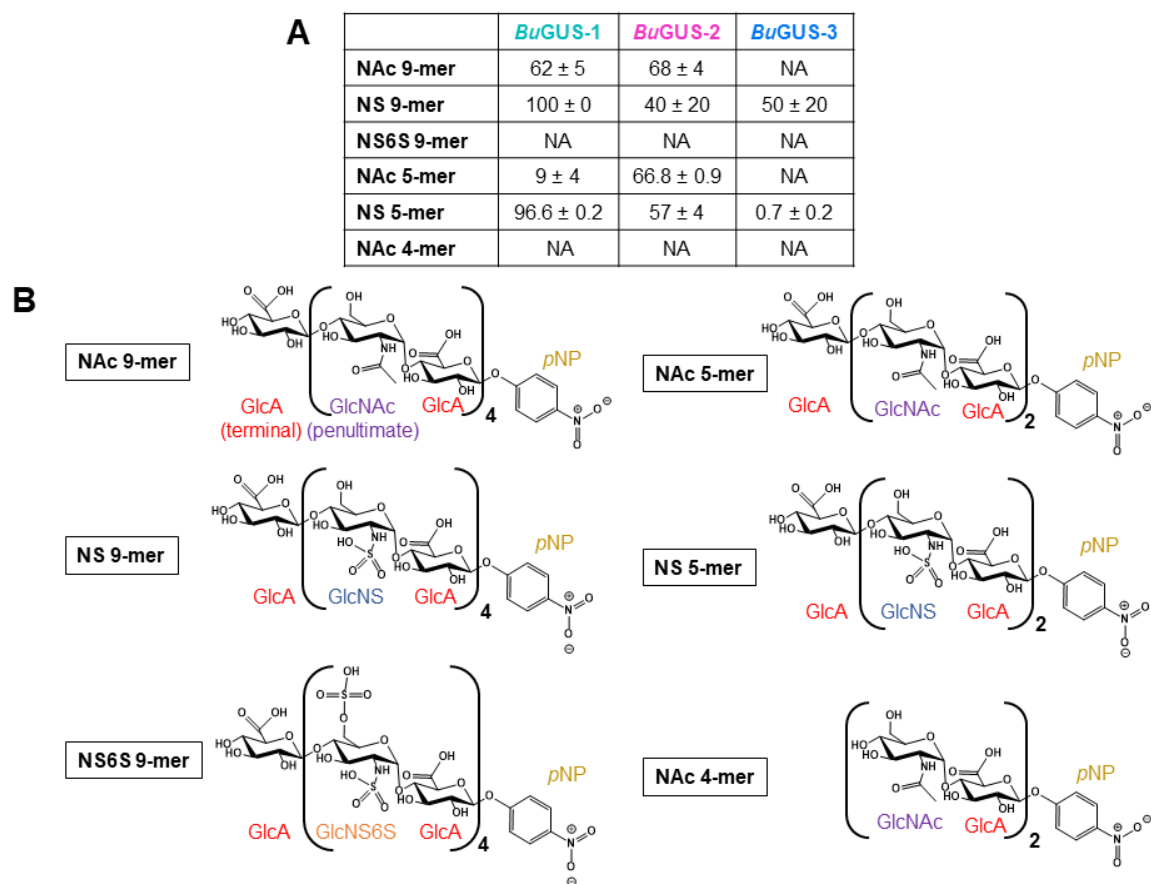 A
BuGUS-1 BuGUS-2 BuGUS-3
NAc 9-mer 62 ± 5 68 ± 4 NA
NS 9-mer 100 ± 0 40 ± 20 50 ± 20
NS6S 9-mer NA NA NA
NAc 5-mer 9 ± 4 66.8 ± 0.9 NA
NS 5-mer 96.6 ± 0.2 57 ± 4 0.7 ± 0.2
NAc 4-mer NA NA NA
B
NAc 9-mer
pNP
GlcA GlcNAc GlcA 4
(terminal) (penultimate)
NAc 5-mer
pNP
GlcA GlcNAc GlcA 2
NS 9-mer
pNP
GlcA GlcNS GlcA 4
NS 5-mer
pNP
GlcA GlcNS GlcA 2
NS6S 9-mer
pNP
GlcA GlcNS6S GlcA 4
NAc 4-mer
pNP
GlcNAc GlcA 2